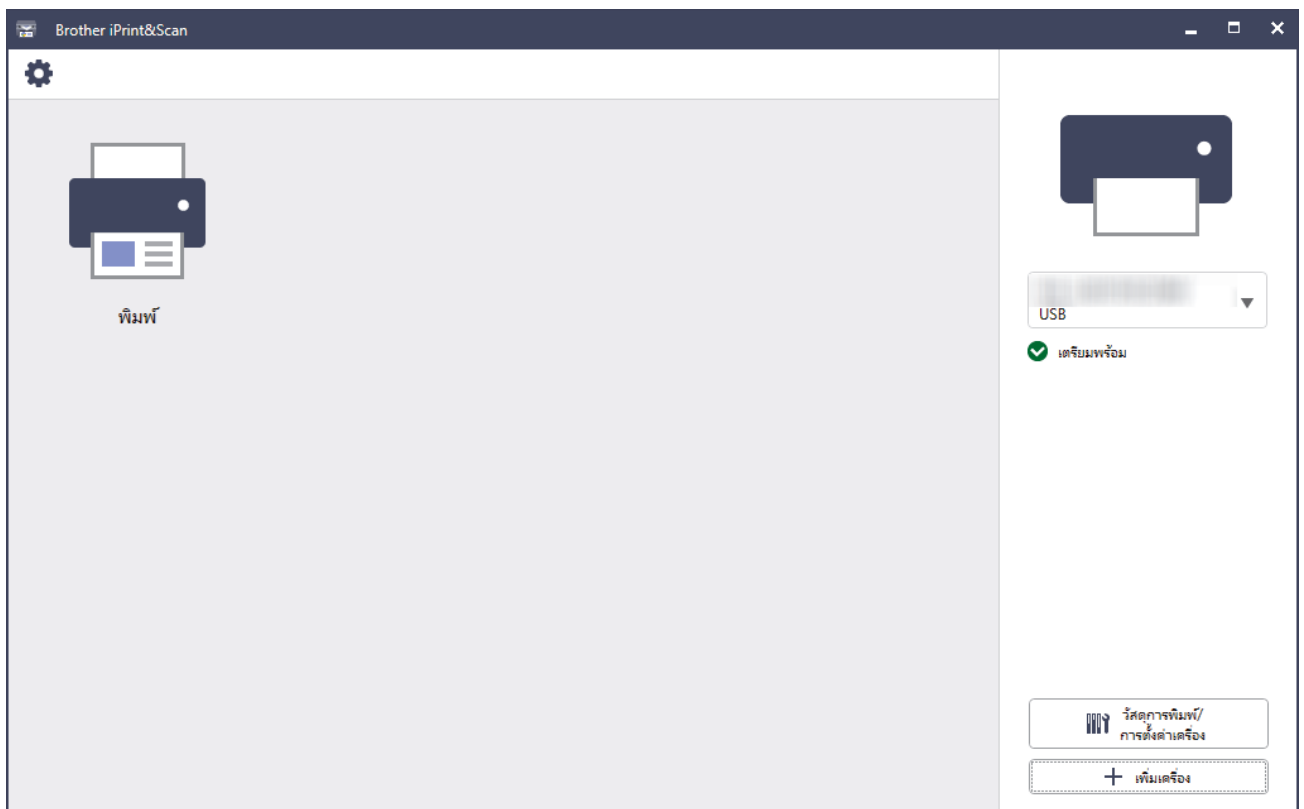 Brother iPrint&Scan
พิมพ์
USB
เตรียมพร้อม
วัสดุการพิมพ์/
การตั้งค่าเครื่อง
เพิ่มเครื่อง